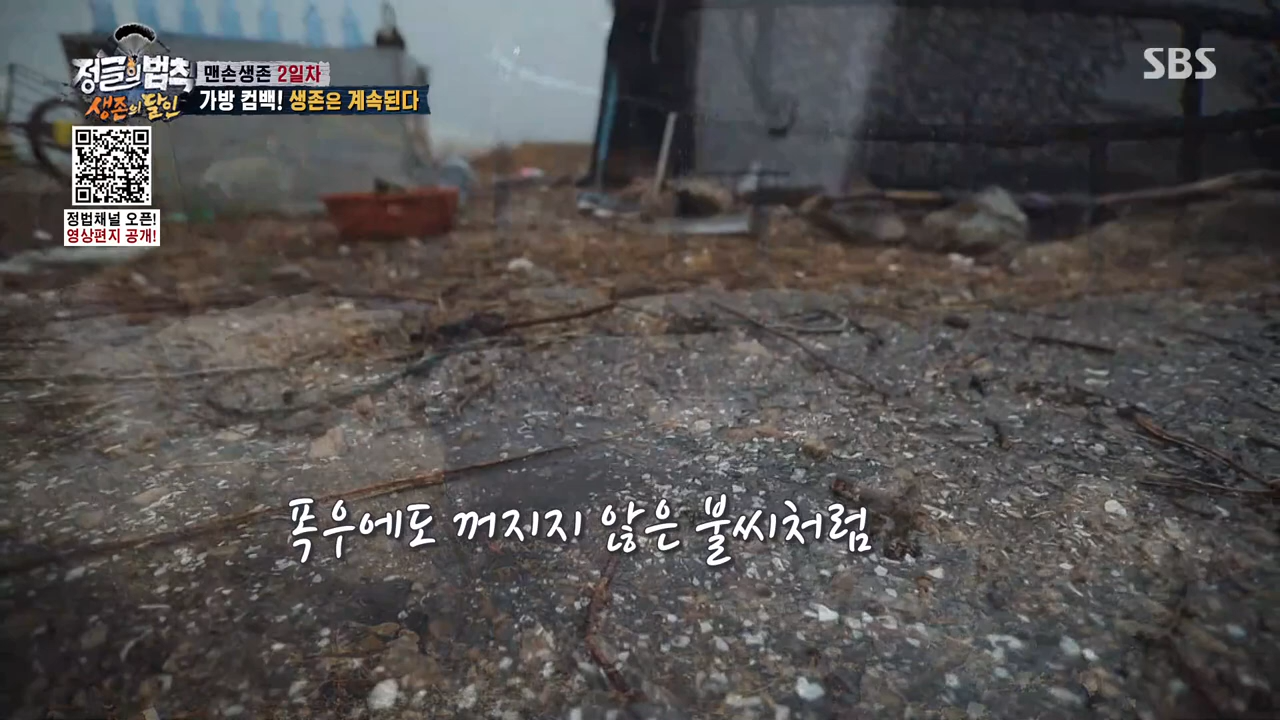 정글의 법칙
생존의 달인
맨손생존 2일차
가방 컴백! 생존은 계속된다
SBS
정법채널 오픈!
영상편지 공개!
폭우에도 꺼지지 않은 불씨처럼